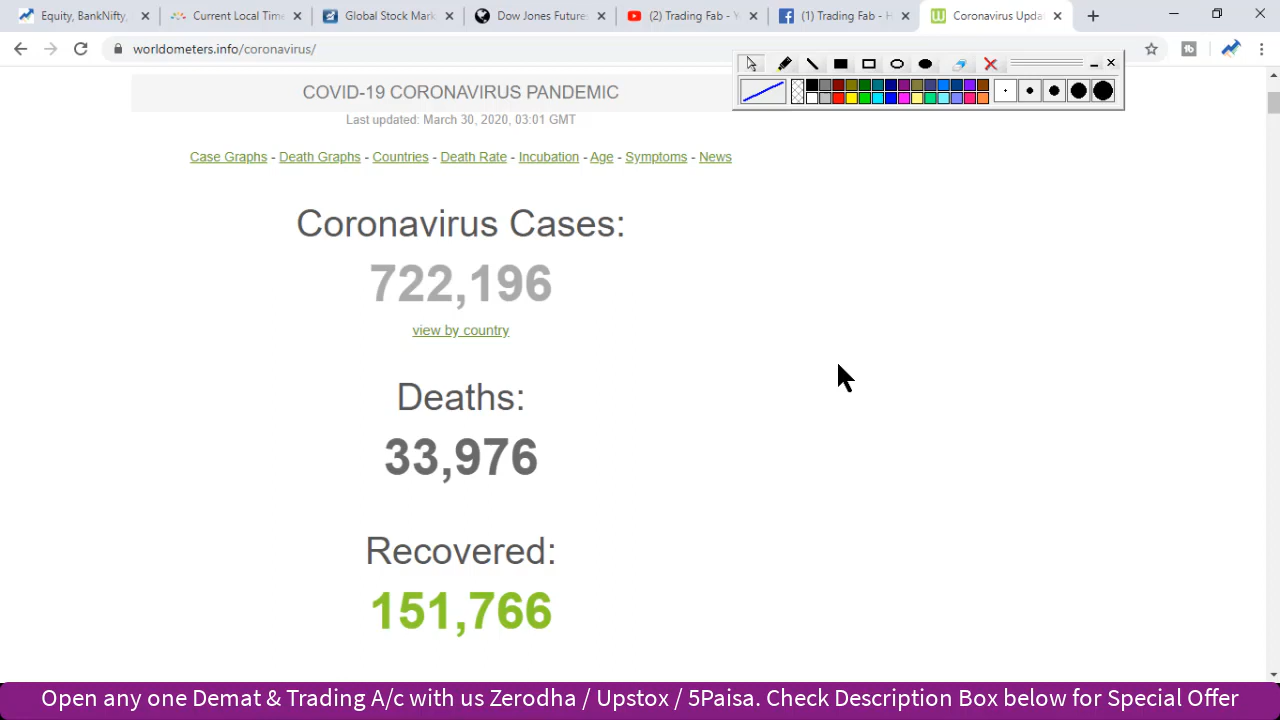 Equity, BankNifty,
Current Local Time
Global Stock Mark
Dow Jones Future
(2) Trading Fab - Y
(1) Trading Fab - H
Coronavirus Upda
worldometers.info/coronavirus/
COVID-19 CORONAVIRUS PANDEMIC
Last updated: March 30, 2020, 03:01 GMT
Case Graphs - Death Graphs - Countries - Death Rate - Incubation - Age - Symptoms - News
Coronavirus Cases:
722,196
view by country
Deaths:
33,976
Recovered:
151,766
Open any one Demat & Trading A/c with us Zerodha / Upstox / 5Paisa. Check Description Box below for Special Offer